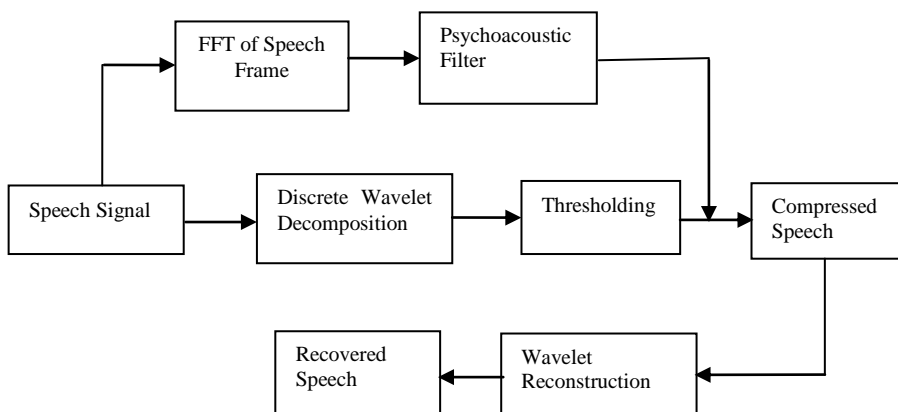 FFT of Speech
Frame
Psychoacoustic
Filter
Speech Signal
Discrete Wavelet
Decomposition
Thresholding
Compressed
Speech
Recovered
Speech
Wavelet
Reconstruction